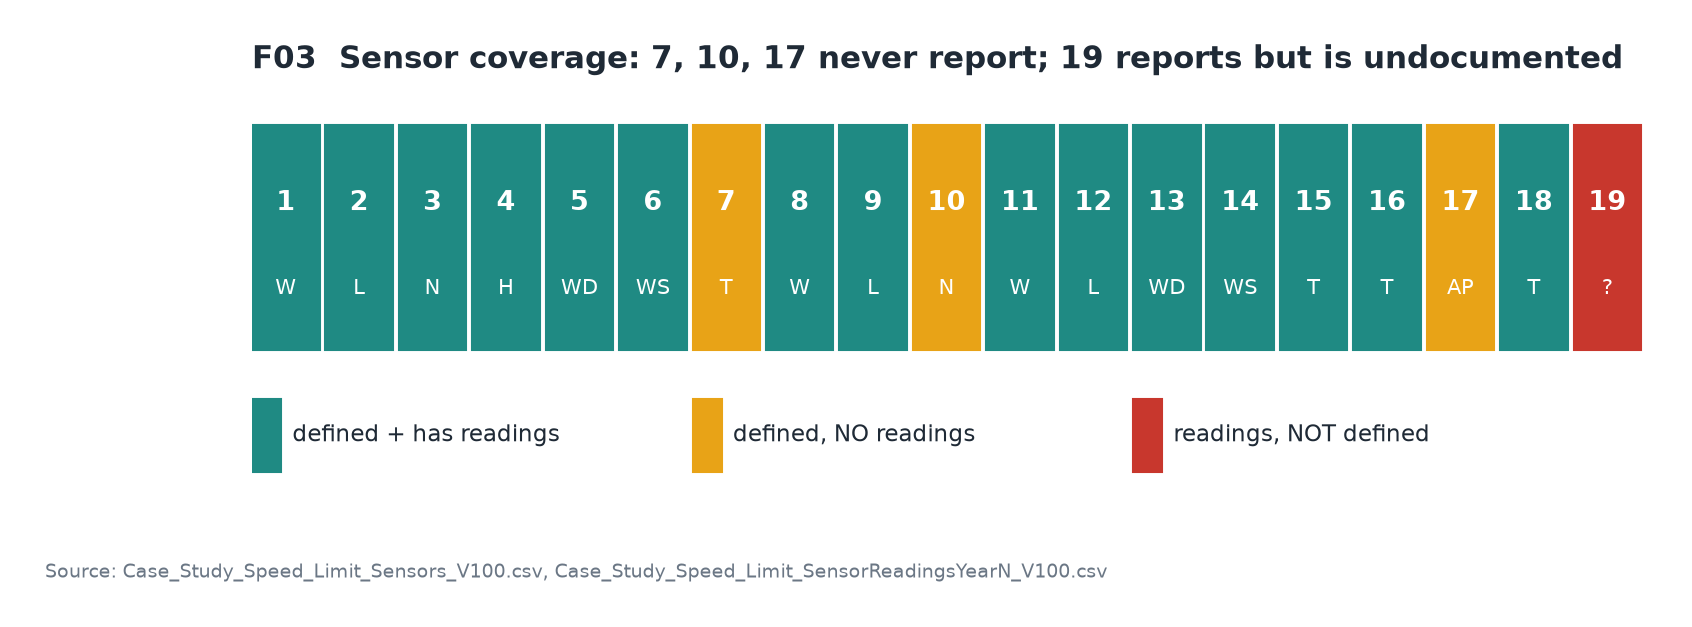 F03  Sensor coverage: 7, 10, 17 never report; 19 reports but is undocumented
1 2 3 4 5 6 7 8 9 10 11 12 13 14 15 16 17 18 19
W L N H WD WS T W L N W L WD WS T T AP T ?
defined + has readings defined, NO readings readings, NOT defined
Source: Case_Study_Speed_Limit_Sensors_V100.csv, Case_Study_Speed_Limit_SensorReadingsYearN_V100.csv